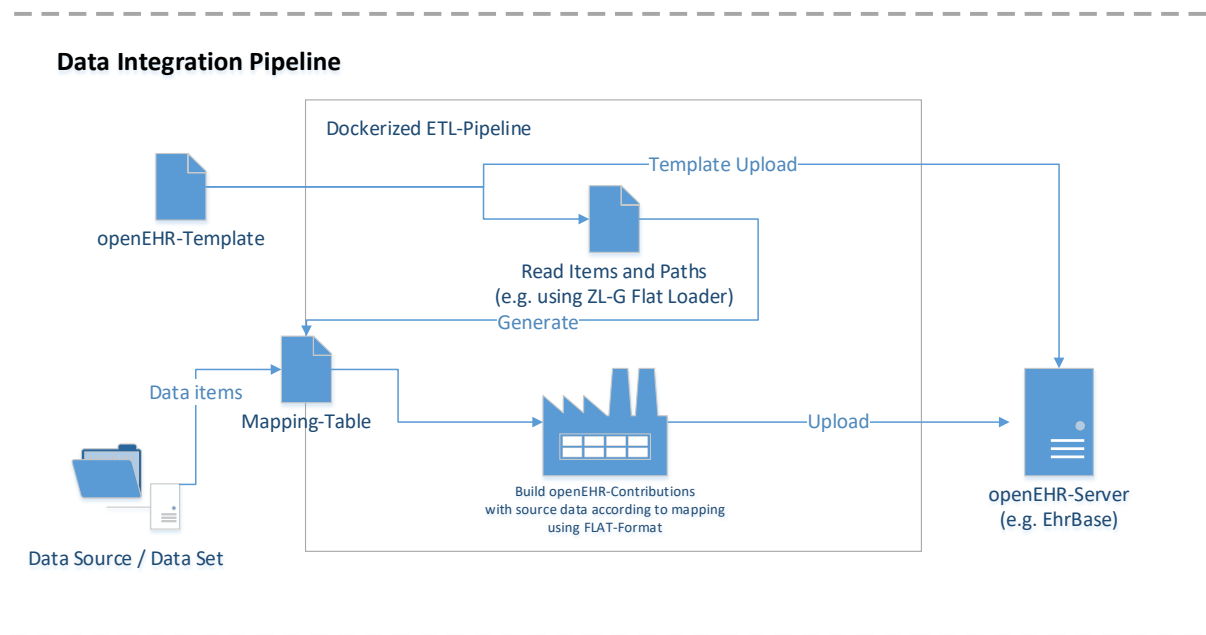 Data Integration Pipeline
Dockerized ETL-Pipeline
Template Upload
openEHR-Template
Read Items and Paths
(e.g. using ZL-G Flat Loader)
Generate
Data items
Mapping-Table
Upload
Build openEHR-Contributions
with source data according to mapping
using FLAT-Format
openEHR-Server
(e.g. EhrBase)
Data Source / Data Set